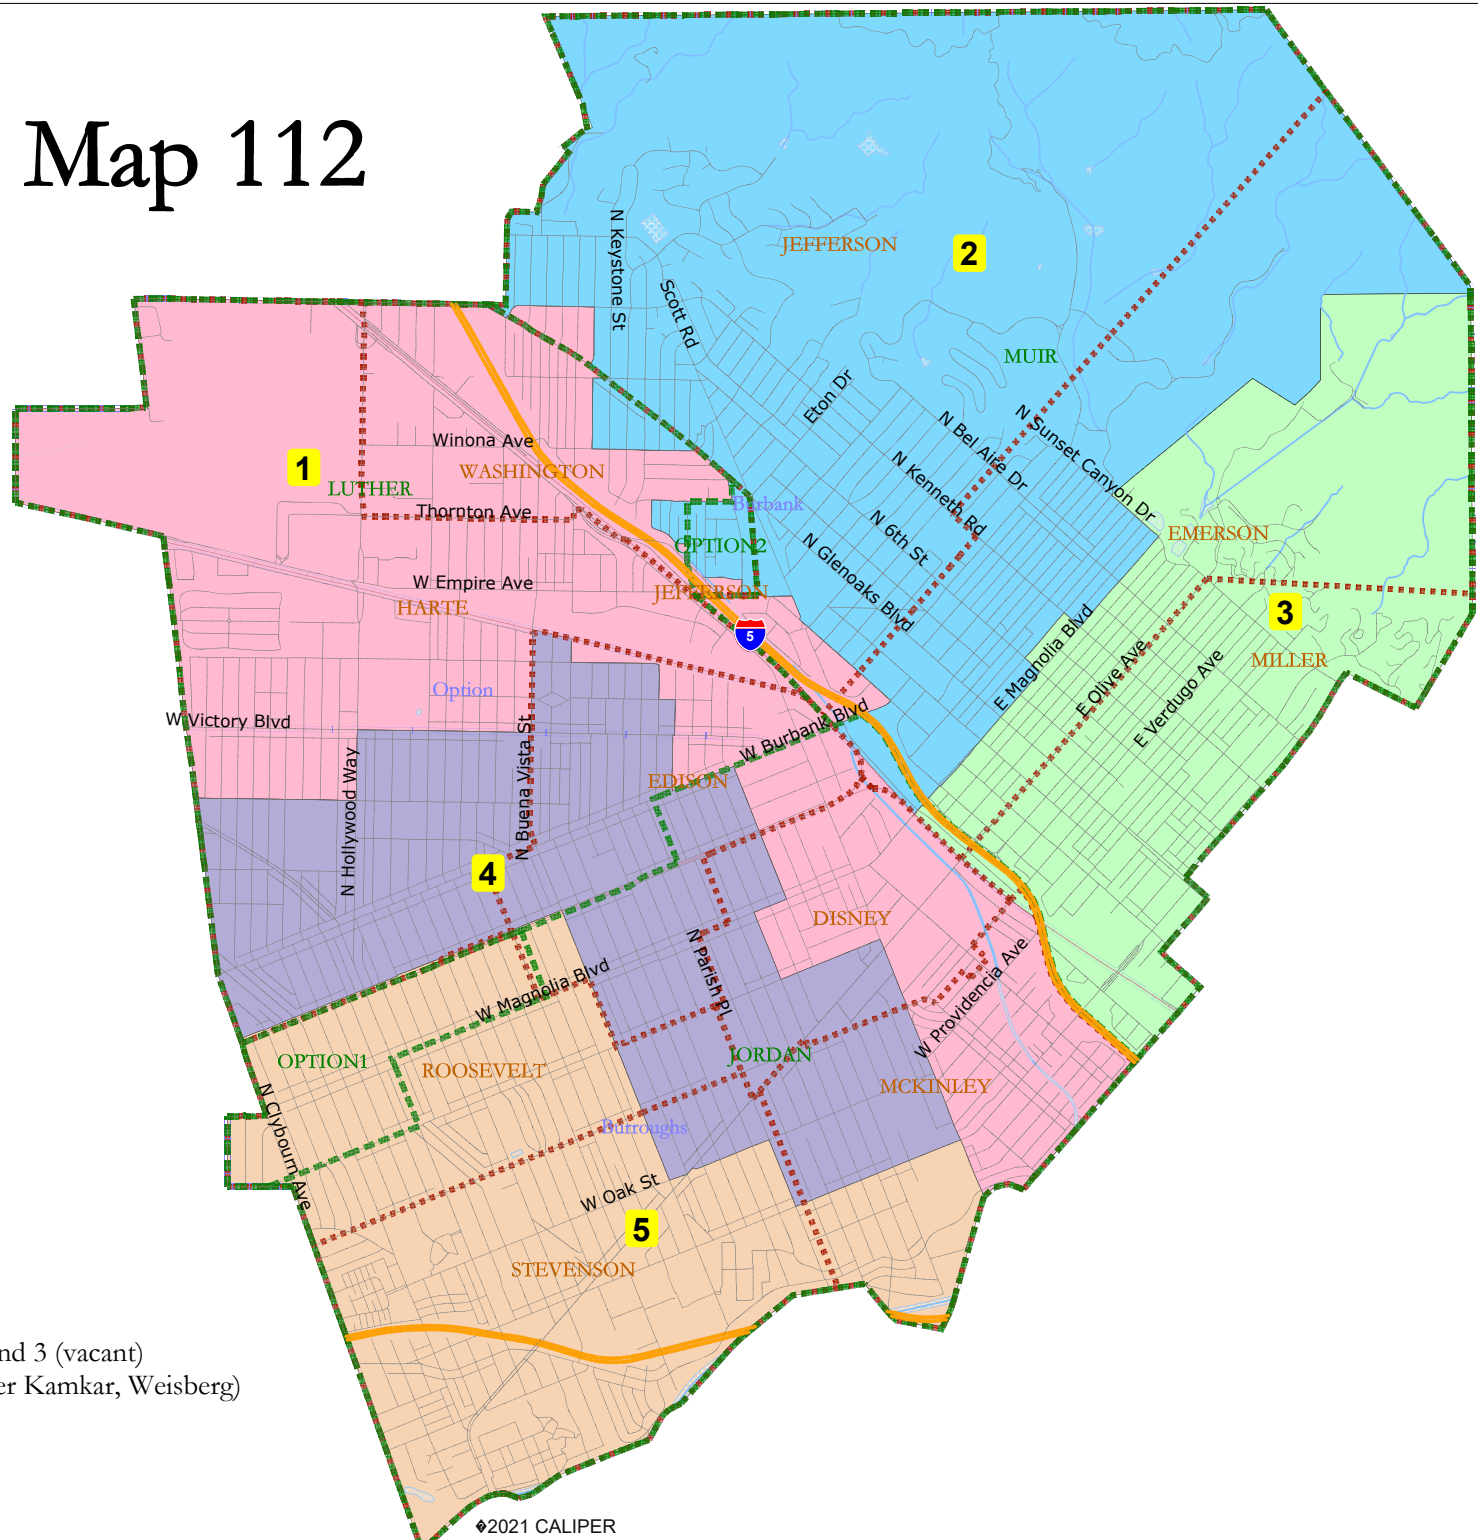 Map 112
N Keystone St
Scott Rd
JEFFERSON
2
MUIR
Eton Dr
N Bel Aire Dr
N Sunset Canyon Dr
N Kenneth Rd
N 6th St
N Glenoaks Blvd
Winona Ave
WASHINGTON
1
LUTHER
Thornton Ave
Burbank
OPTION2
EMERSON
W Empire Ave
HARTE
JEFFERSON
5
3
MILLER
E Magnolia Blvd
E Olive Ave
E Verdugo Ave
Option
W Victory Blvd
N Hollywood Way
N Buena Vista St
W Burbank Blvd
EDISON
4
DISNEY
N Parish Pl
W Magnolia Blvd
W Providencia Ave
OPTION1
ROOSEVELT
JORDAN
MCKINLEY
N Clybourn Ave
Burroughs
W Oak St
5
STEVENSON
nd 3 (vacant)
er Kamkar, Weisberg)
�2021 CALIPER